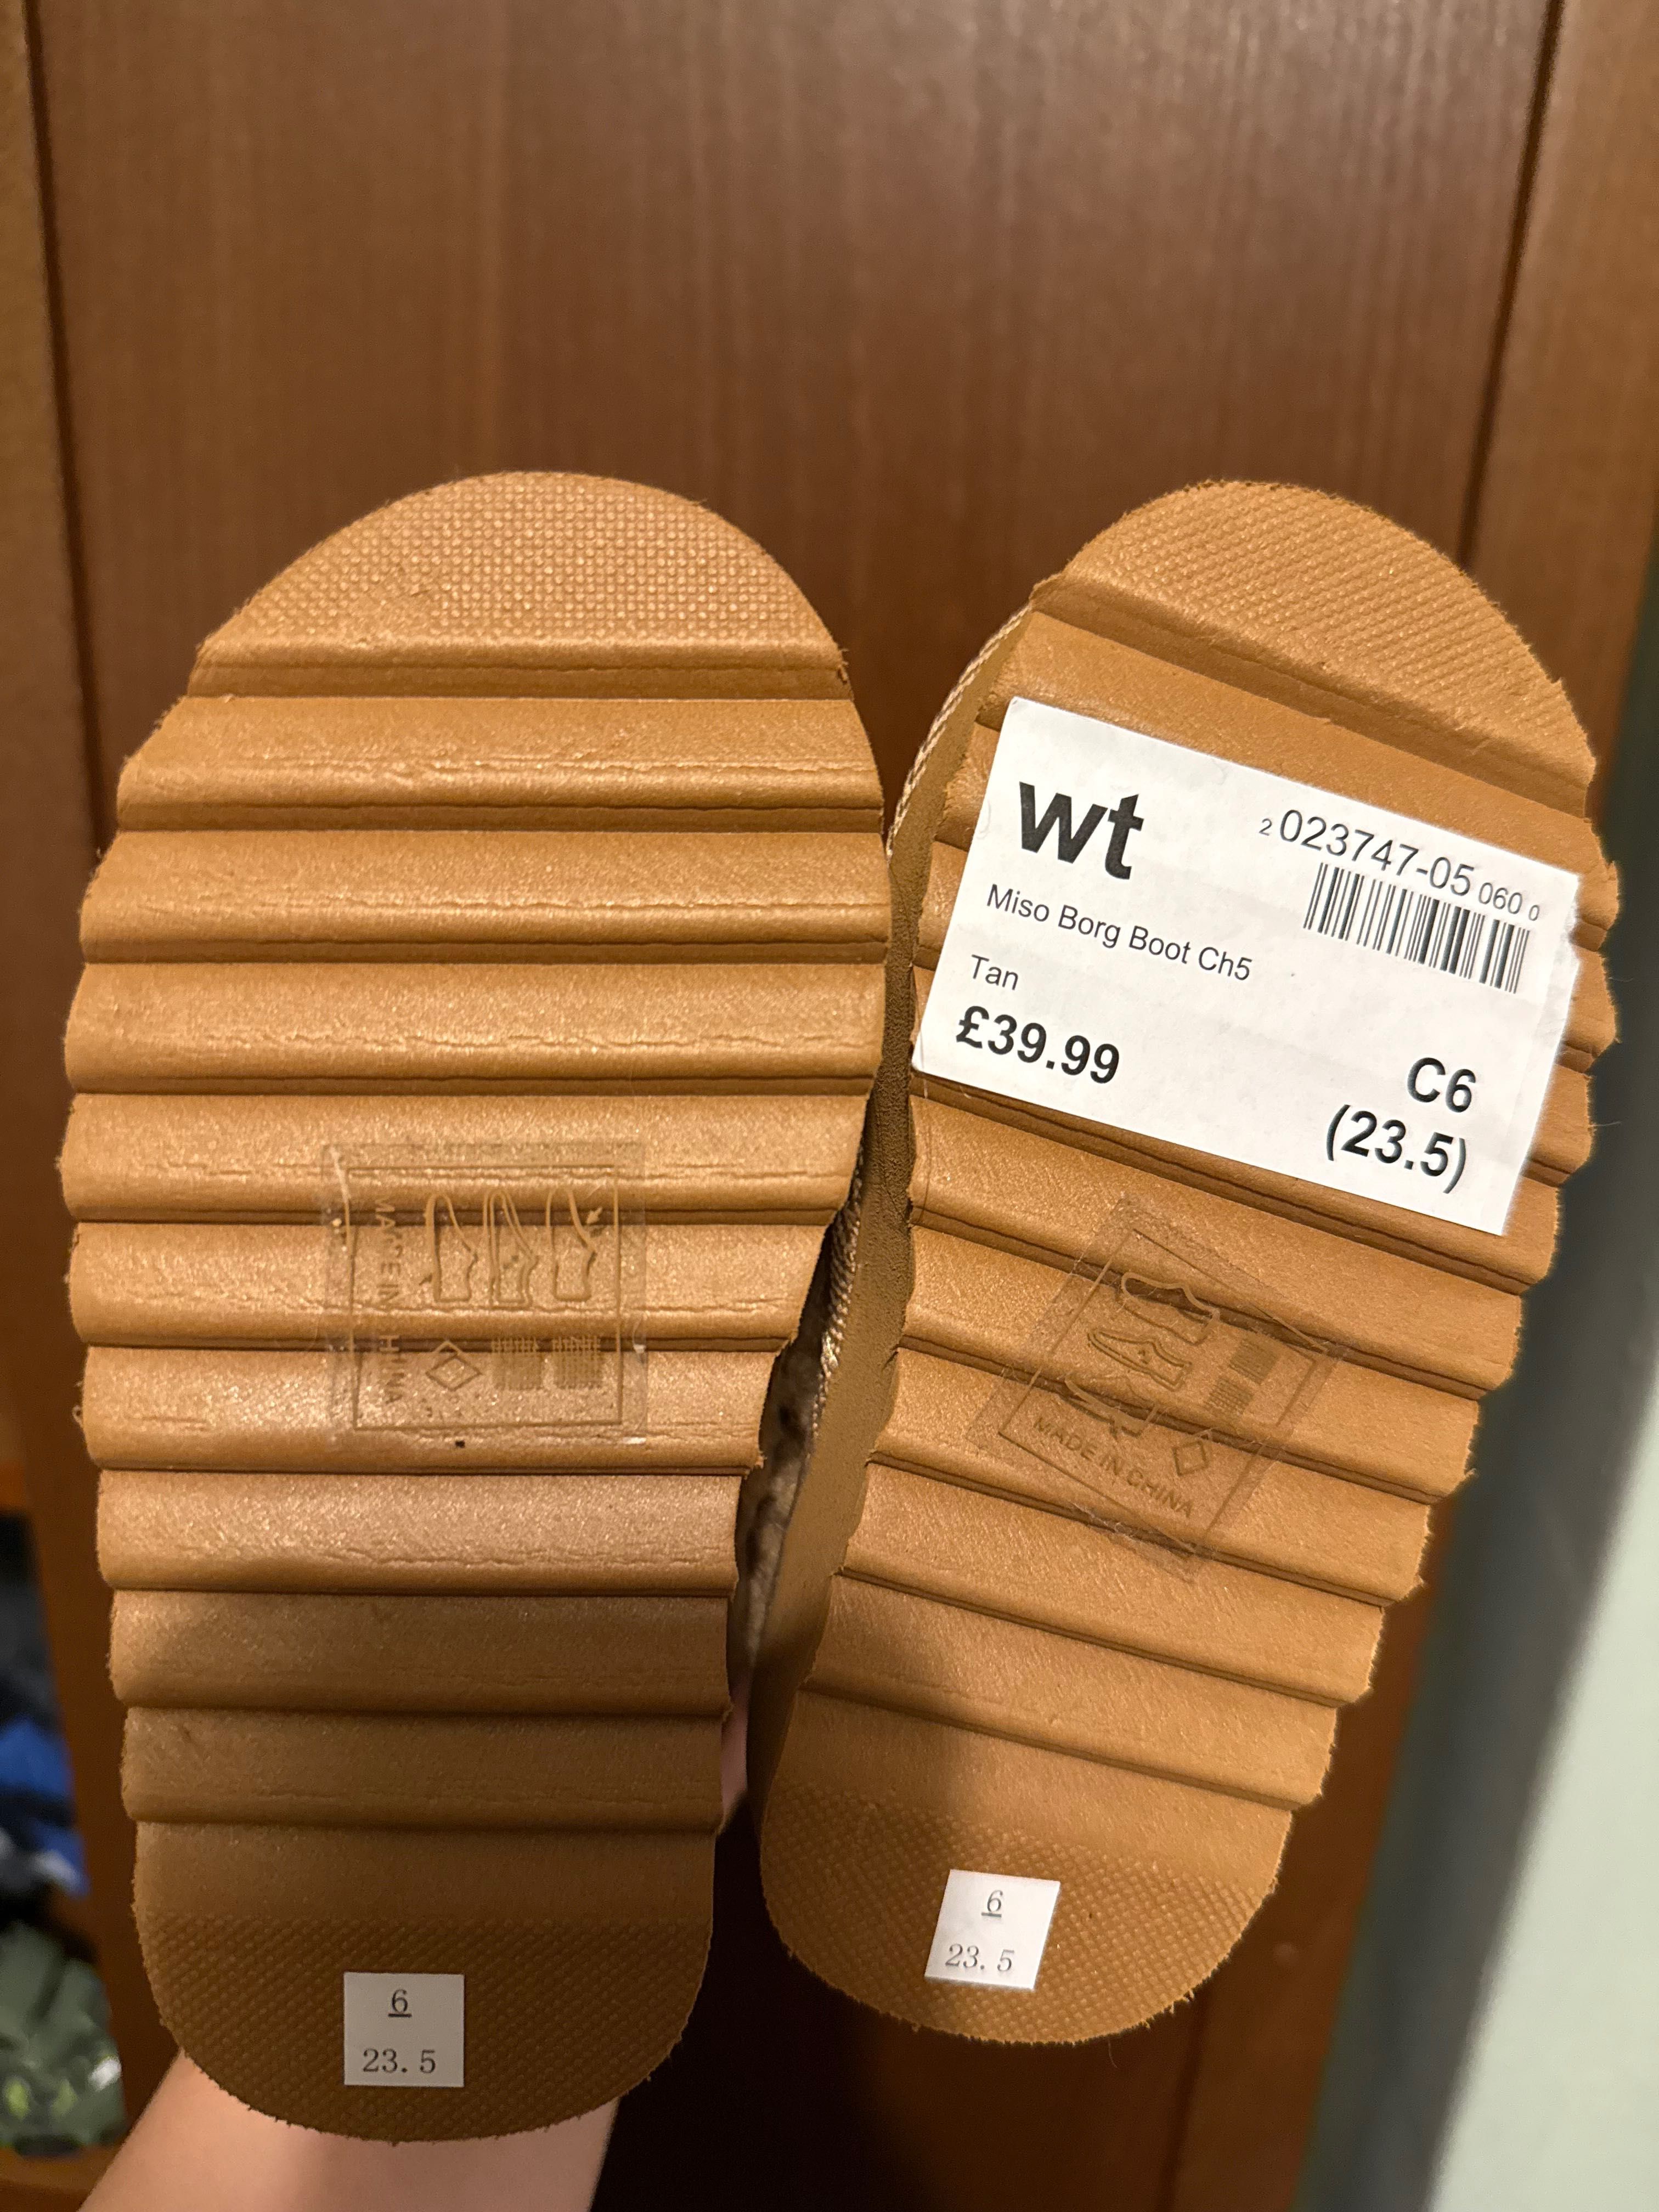 wt
2 023747-05 060 0
Miso Borg Boot Ch5
Tan
£39.99
C6
(23.5)
MADE IN CHINA
MADE IN CHINA
6
23.5
6
23.5